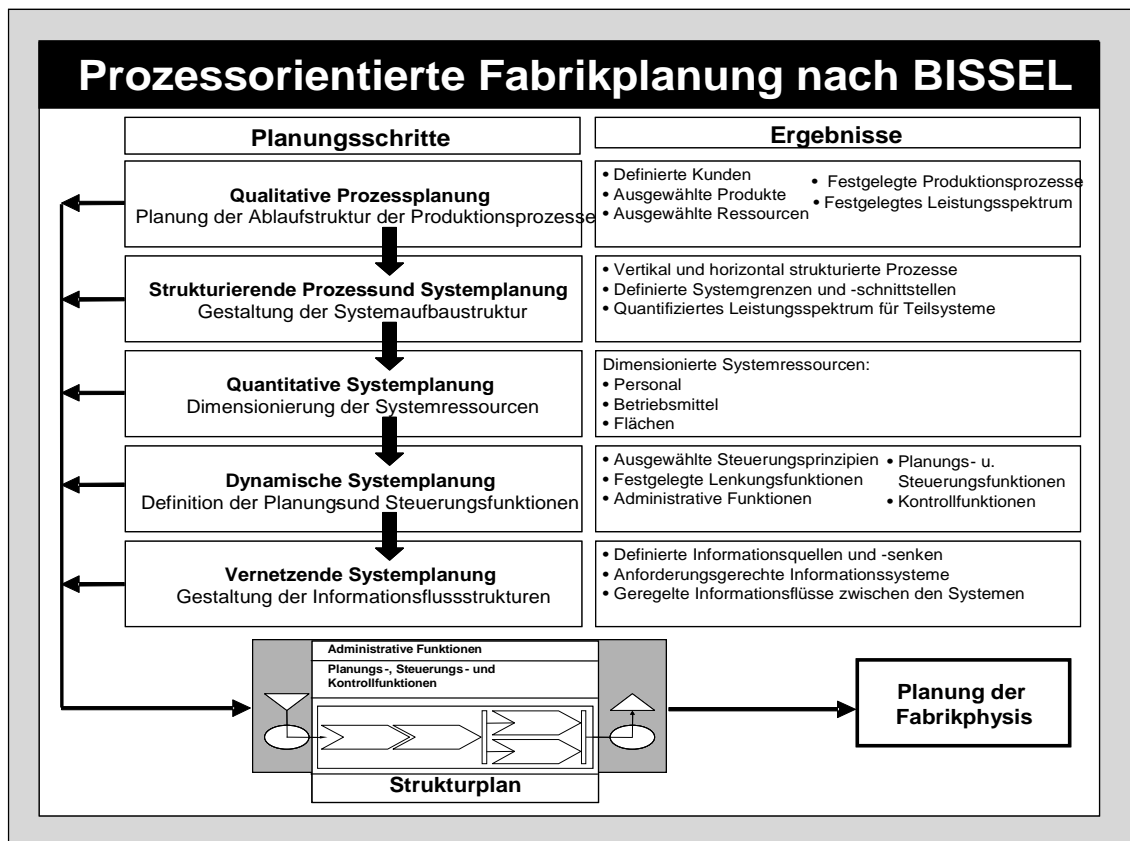 Prozessorientierte Fabrikplanung nach BISSEL
Planungsschritte
Ergebnisse
Qualitative Prozessplanung
Planung der Ablaufstruktur der Produktionsprozesse
• Definierte Kunden
• Ausgewählte Produkte
• Ausgewählte Ressourcen
• Festgelegte Produktionsprozesse
• Festgelegtes Leistungsspektrum
Strukturierende Prozessund Systemplanung
Gestaltung der Systemaufbaustruktur
• Vertikal und horizontal strukturierte Prozesse
• Definierte Systemgrenzen und -schnittstellen
• Quantifiziertes Leistungsspektrum für Teilsysteme
Quantitative Systemplanung
Dimensionierung der Systemressourcen
Dimensionierte Systemressourcen:
• Personal
• Betriebsmittel
• Flächen
Dynamische Systemplanung
Definition der Planungs-und Steuerungsfunktionen
• Ausgewählte Steuerungsprinzipien
• Festgelegte Lenkungsfunktionen
• Administrative Funktionen
• Planungs- u.
Steuerungsfunktionen
• Kontrollfunktionen
Vernetzende Systemplanung
Gestaltung der Informationsflussstrukturen
• Definierte Informationsquellen und -senken
• Anforderungsgerechte Informationssysteme
• Geregelte Informationsflüsse zwischen den Systemen
Administrative Funktionen
Planungs-, Steuerungs- und
Kontrollfunktionen
Strukturplan
Planung der
Fabrikphysis